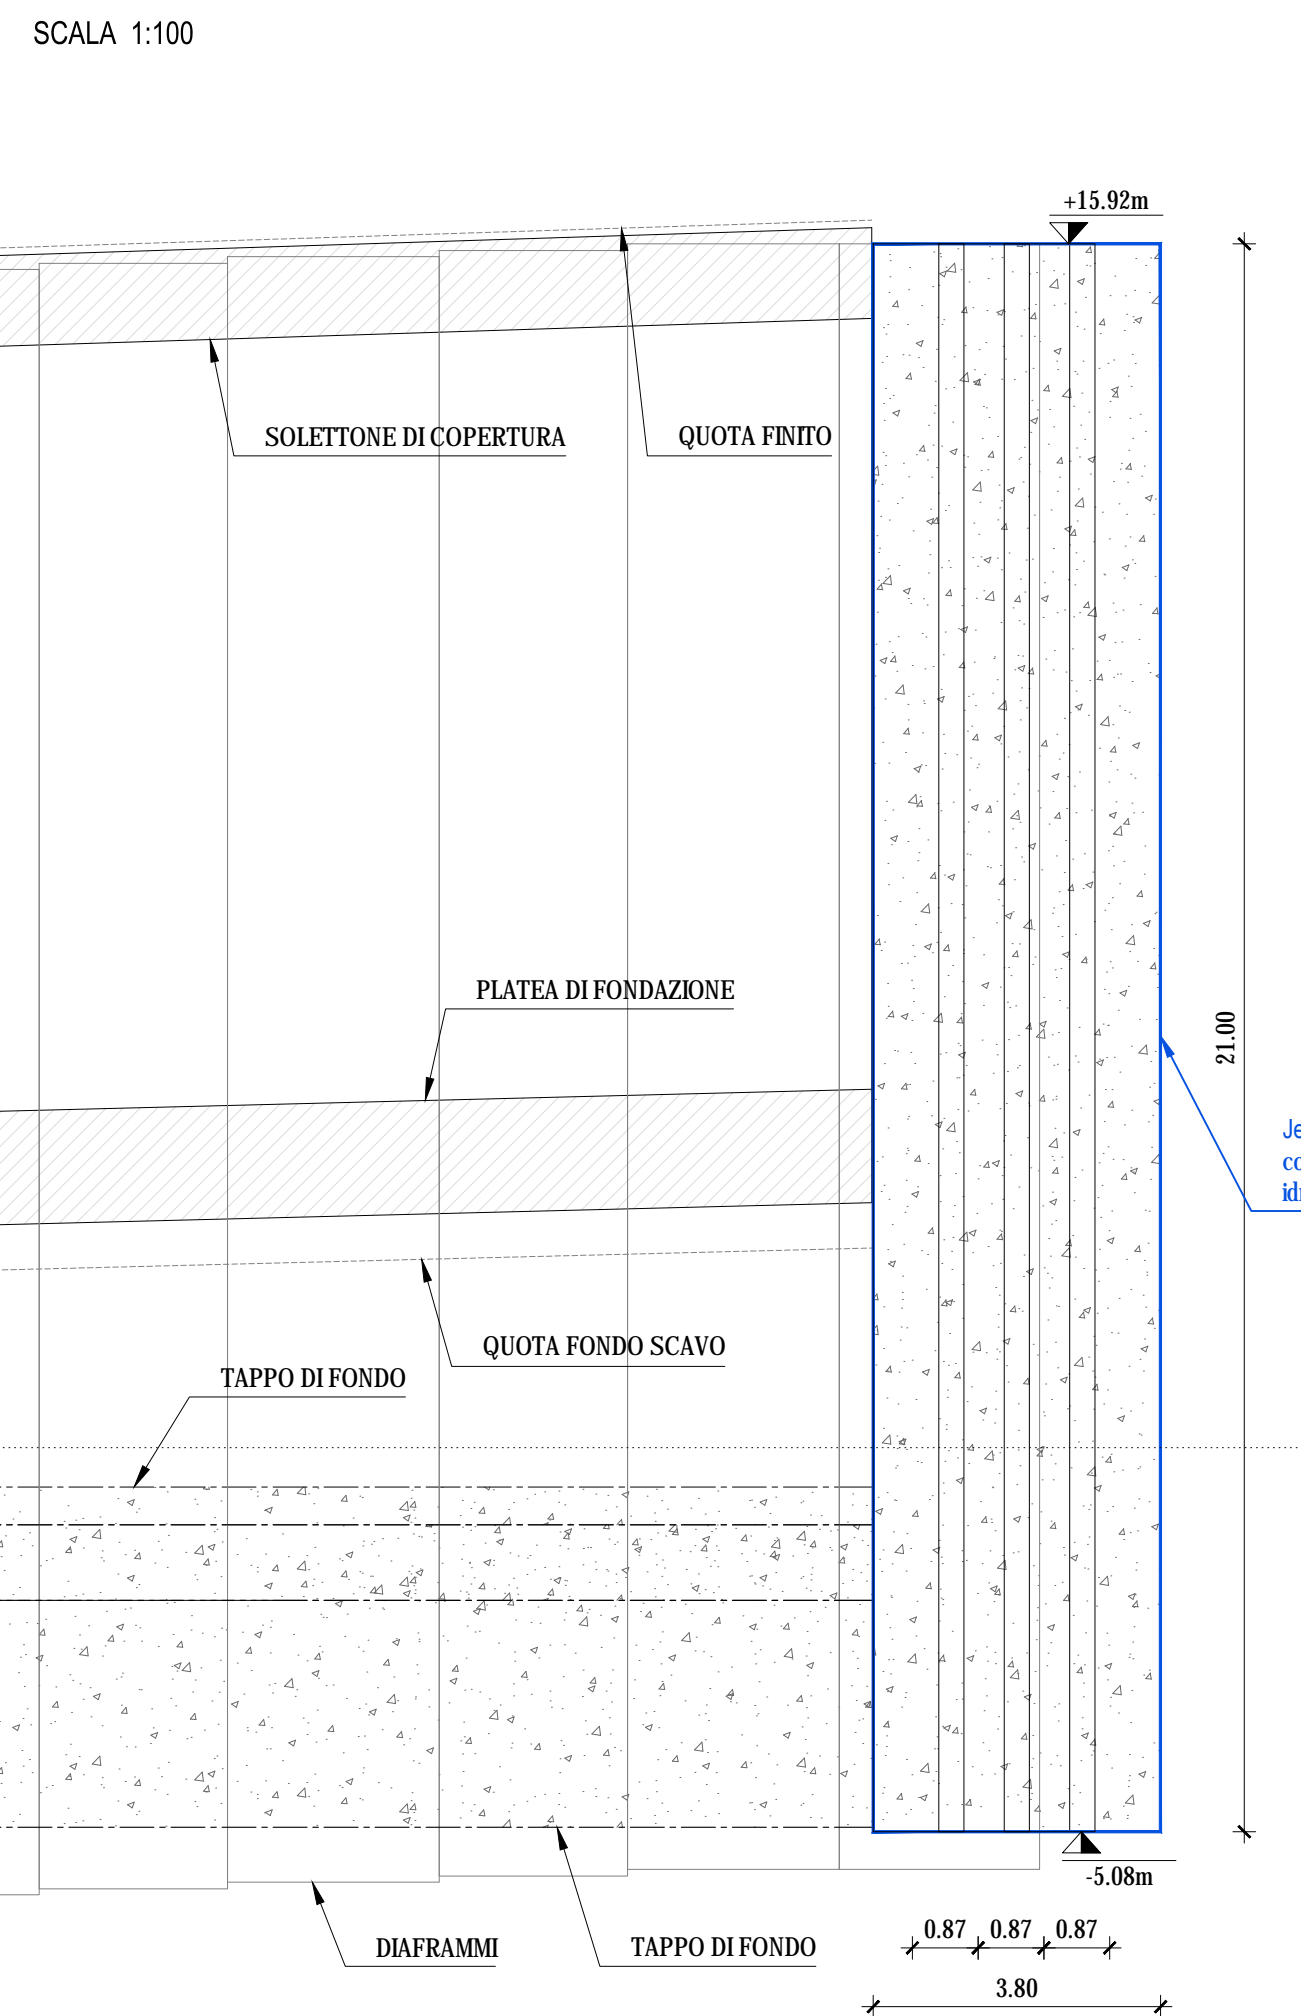 SCALA 1:100
+15.92m
SOLETTONE DI COPERTURA
QUOTA FINITO
PLATEA DI FONDAZIONE
21.00
QUOTA FONDO SCAVO
TAPPO DI FONDO
-5.08m
DIAFRAMMI
TAPPO DI FONDO
0.87 0.87 0.87
3.80